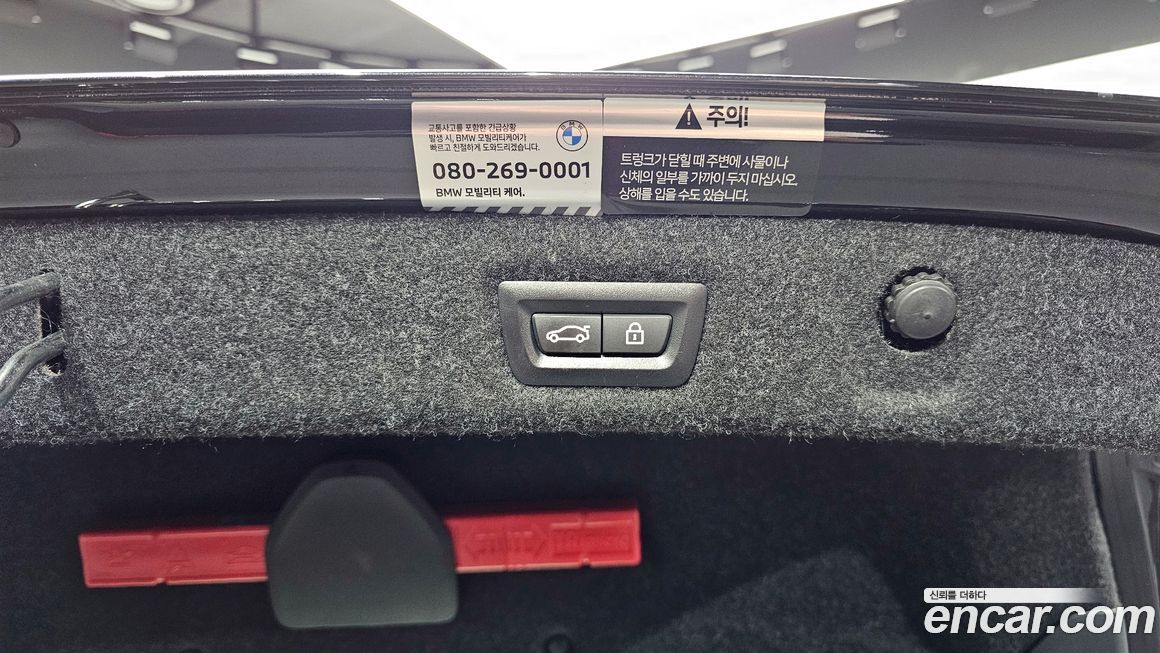 교통사고를 포함한 긴급상황
발생 시, BMW 모빌리티케어가
빠르고 친절하게 도와드리겠습니다.
BMW
080-269-0001
BMW 모빌리티 케어.
주의!
트렁크가 닫힐 때 주변에 사물이나
신체의 일부를 가까이 두지 마십시오.
상해를 입을 수도 있습니다.
신뢰를 더하다
encar.com